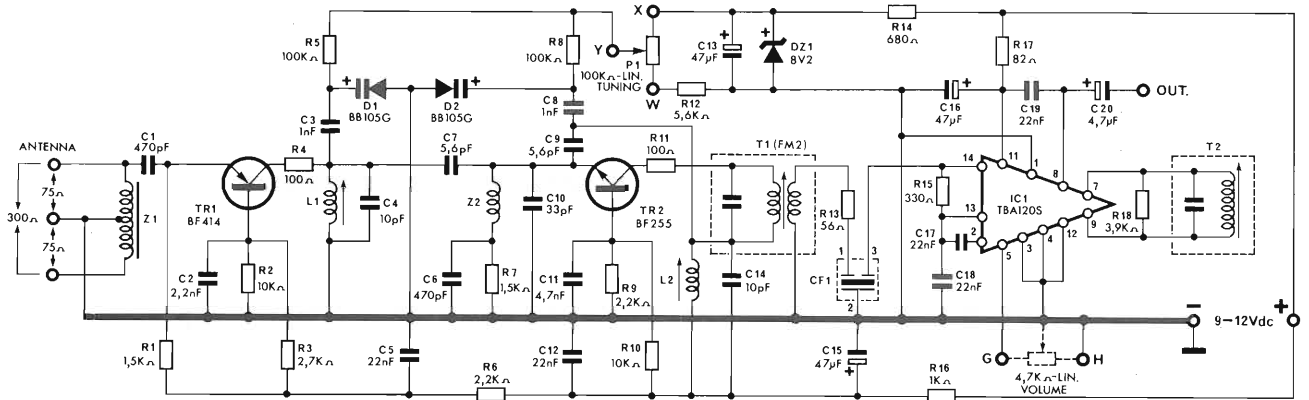 ANTENNA
300Ω
75Ω
75Ω
Z1
C1
470pF
R1
1,5KΩ
TR1
BF414
C2
2,2nF
R2
10KΩ
R3
2,7KΩ
R4
100Ω
R5
100KΩ
C3
1nF
L1
C4
10pF
C5
22nF
+
D1
BB105G
D2
BB105G
+
C7
5,6pF
Z2
C6
470pF
R7
1,5KΩ
R6
2,2KΩ
R8
100KΩ
C8
1nF
C9
5,6pF
C10
33pF
C11
4,7nF
C12
22nF
TR2
BF255
R9
2,2KΩ
R10
10KΩ
R11
100Ω
L2
X
Y
W
P1
100KΩ-LIN.
TUNING
R12
5,6KΩ
+
C13
47µF
+
DZ1
8V2
T1 (FM2)
C14
10pF
R13
56Ω
1
3
CF1
2
C15
47µF
+
R14
680Ω
R16
1KΩ
R15
330Ω
C17
22nF
C18
22nF
R17
82Ω
C16
47µF
+
C19
22nF
+
C20
4,7µF
OUT.
14
11
1
8
7
13
IC1
TBA120S
2
5
3
4
12
9
R18
3,9KΩ
T2
G
H
4,7KΩ-LIN.
VOLUME
−
9-12Vdc
+